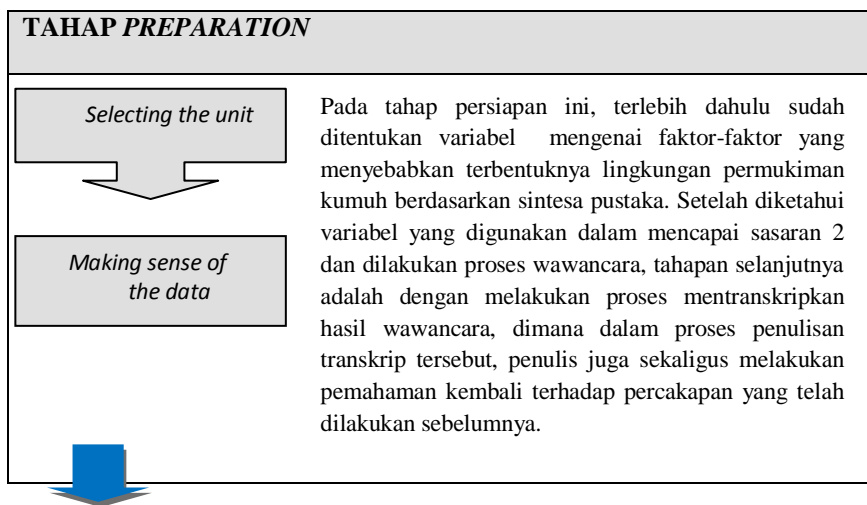 TAHAP PREPARATION
Selecting the unit
Making sense of
the data
Pada tahap persiapan ini, terlebih dahulu sudah
ditentukan variabel mengenai faktor-faktor yang
menyebabkan terbentuknya lingkungan permukiman
kumuh berdasarkan sintesa pustaka. Setelah diketahui
variabel yang digunakan dalam mencapai sasaran 2
dan dilakukan proses wawancara, tahapan selanjutnya
adalah dengan melakukan proses mentranskripkan
hasil wawancara, dimana dalam proses penulisan
transkrip tersebut, penulis juga sekaligus melakukan
pemahaman kembali terhadap percakapan yang telah
dilakukan sebelumnya.